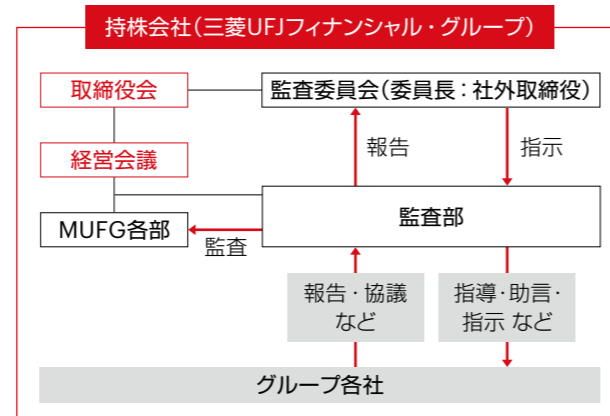 持株会社（三菱UFJフィナンシャル・グループ）
取締役会
監査委員会（委員長：社外取締役）
報告
指示
経営会議
監査部
MUFG各部
監査
報告・協議
など
指導・助言・
指示 など
グループ各社